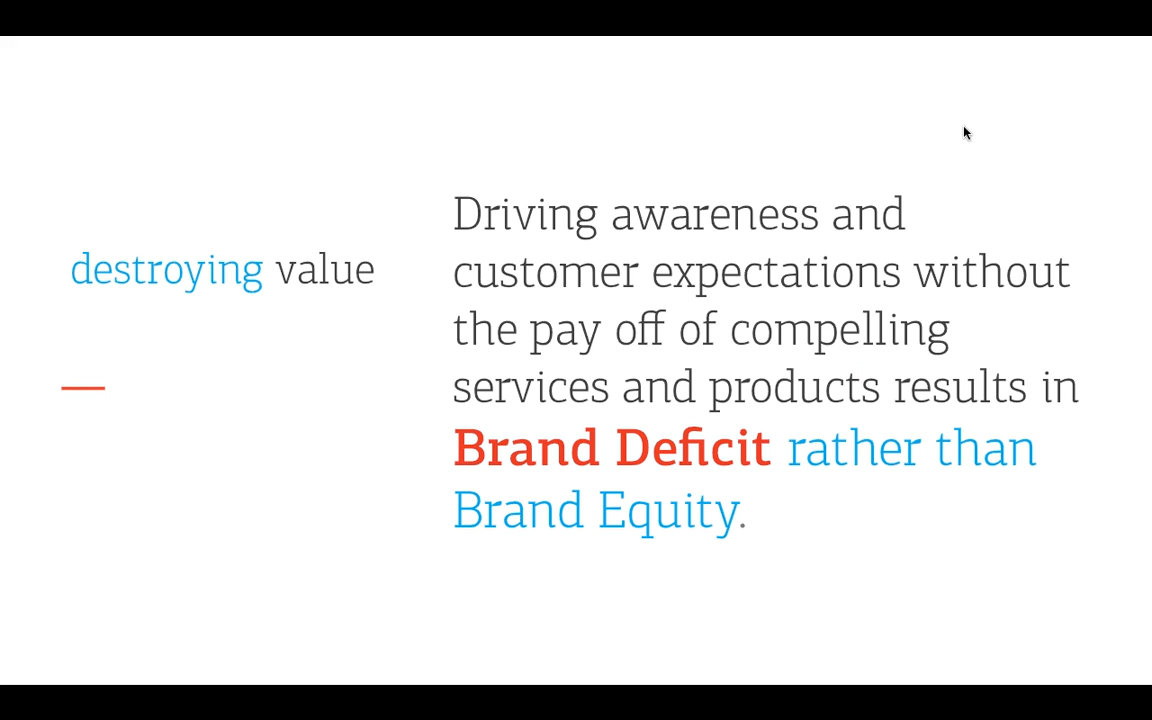 destroying value
Driving awareness and
customer expectations without
the pay off of compelling
services and products results in
Brand Deficit rather than
Brand Equity.